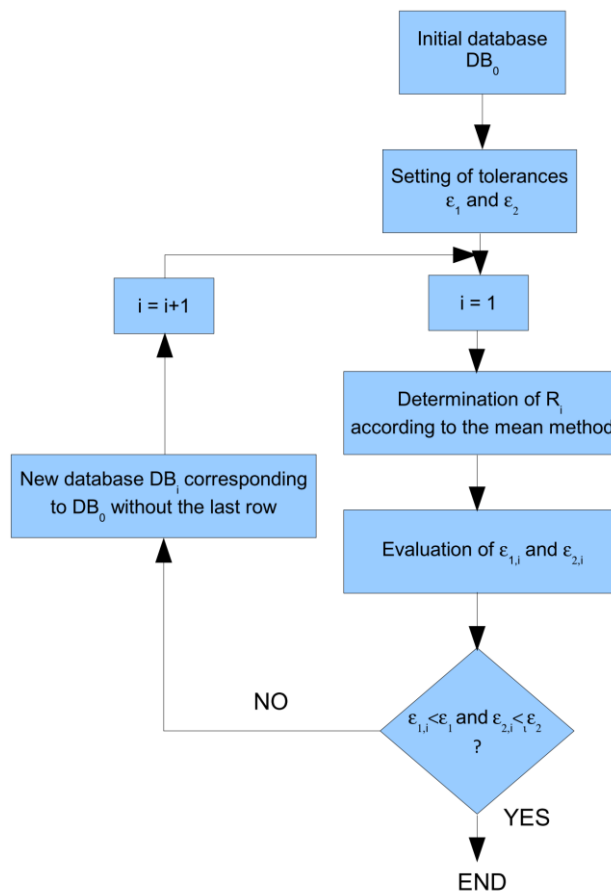 Initial database
DB₀
Setting of tolerances
ε₁ and ε₂
i = i+1
i = 1
Determination of Rᵢ
according to the mean method
New database DBᵢ corresponding
to DB₀ without the last row
Evaluation of ε₁,ᵢ and ε₂,ᵢ
NO
ε₁,ᵢ<ε₁ and ε₂,ᵢ<ᵢε₂
?
YES
END